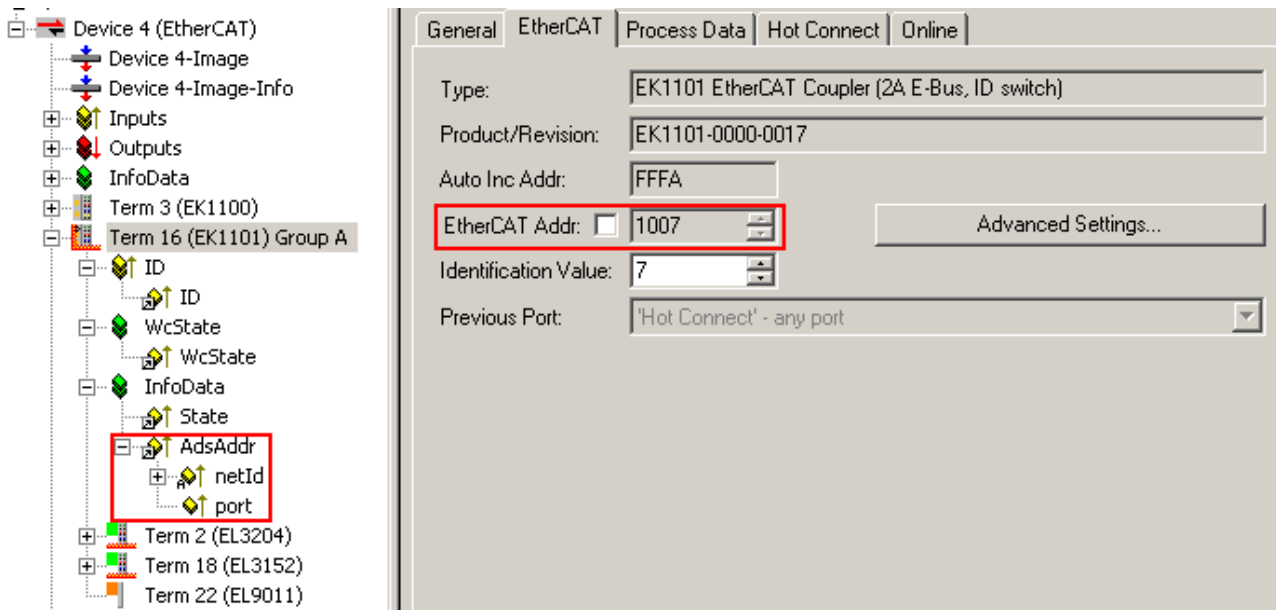 Device 4 (EtherCAT)
Device 4-Image
Device 4-Image-Info
Inputs
Outputs
InfoData
Term 3 (EK1100)
Term 16 (EK1101) Group A
ID
ID
WcState
WcState
InfoData
State
AdsAddr
netId
port
Term 2 (EL3204)
Term 18 (EL3152)
Term 22 (EL9011)
General EtherCAT Process Data Hot Connect Online
Type: EK1101 EtherCAT Coupler (2A E-Bus, ID switch)
Product/Revision: EK1101-0000-0017
Auto Inc Addr: FFFA
EtherCAT Addr: 1007 Advanced Settings...
Identification Value: 7
Previous Port: 'Hot Connect' - any port